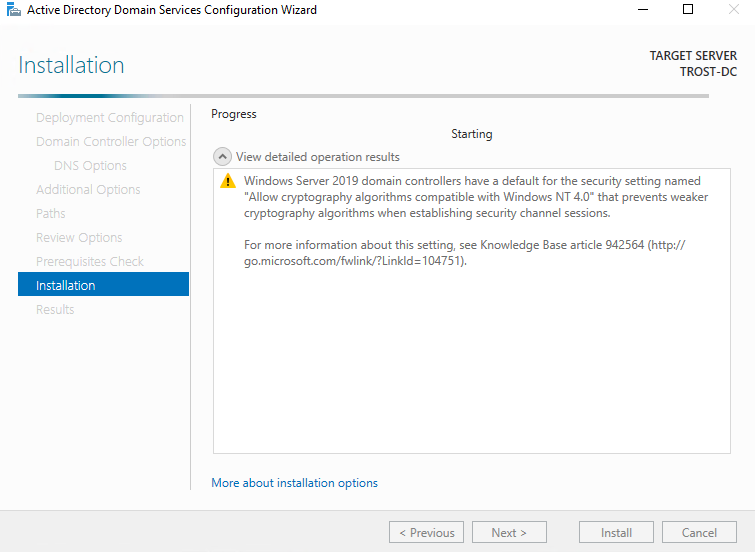 Active Directory Domain Services Configuration Wizard
Installation
TARGET SERVER
TROST-DC
Deployment Configuration
Domain Controller Options
DNS Options
Additional Options
Paths
Review Options
Prerequisites Check
Installation
Results
Progress
Starting
View detailed operation results
Windows Server 2019 domain controllers have a default for the security setting named
"Allow cryptography algorithms compatible with Windows NT 4.0" that prevents weaker
cryptography algorithms when establishing security channel sessions.
For more information about this setting, see Knowledge Base article 942564 (http://
go.microsoft.com/fwlink/?LinkId=104751).
More about installation options
< Previous
Next >
Install
Cancel